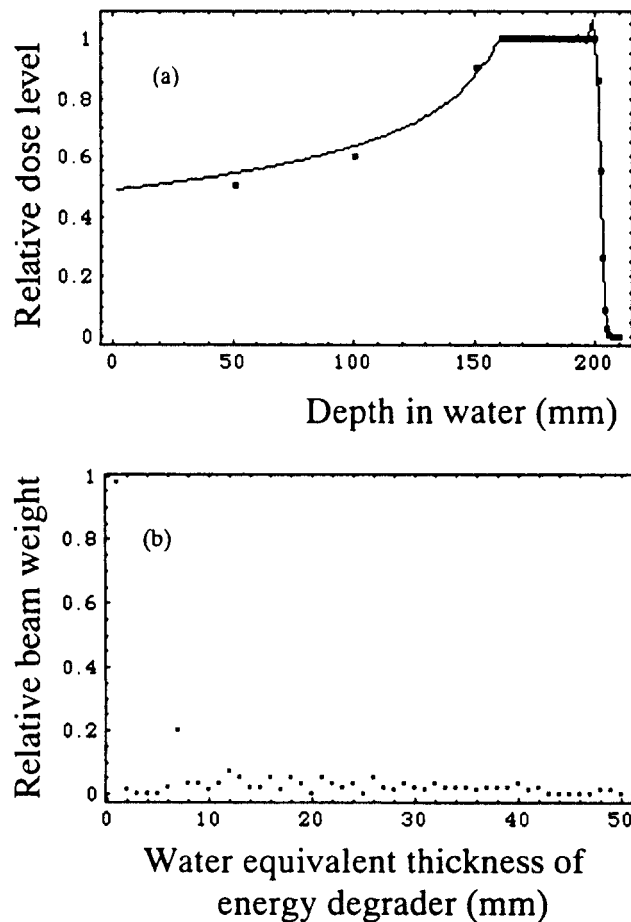 Relative dose level
(a)
1
0.8
0.6
0.4
0.2
0
0 50 100 150 200
Depth in water (mm)
Relative beam weight
(b)
1
0.8
0.6
0.4
0.2
0
0 10 20 30 40 50
Water equivalent thickness of
energy degrader (mm)